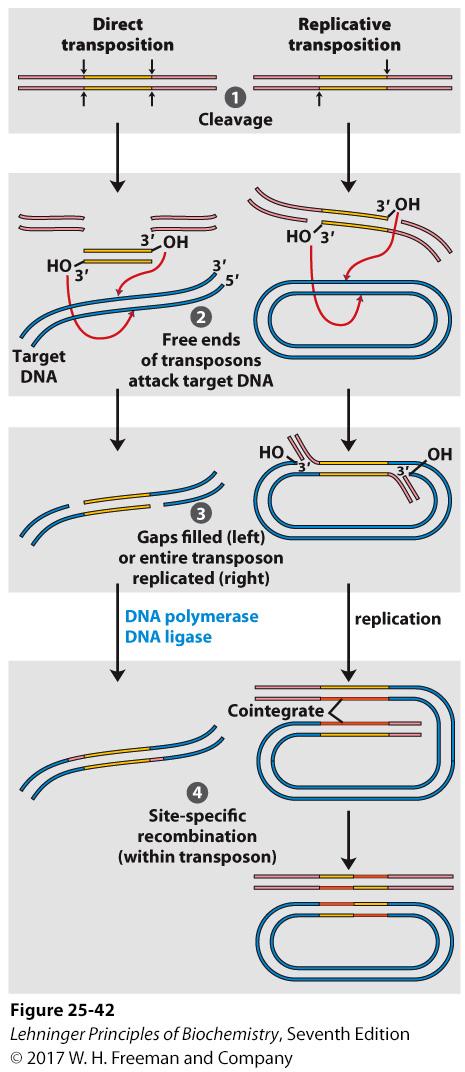 Direct
transposition
Replicative
transposition
1
Cleavage
3′ OH
HO 3′
3′
5′
Target
DNA
3′ OH
HO 3′
2
Free ends
of transposons
attack target DNA
HO
3′
OH
3′
3
Gaps filled (left)
or entire transposon
replicated (right)
DNA polymerase
DNA ligase
replication
Cointegrate
4
Site-specific
recombination
(within transposon)
Figure 25-42
Lehninger Principles of Biochemistry, Seventh Edition
© 2017 W. H. Freeman and Company